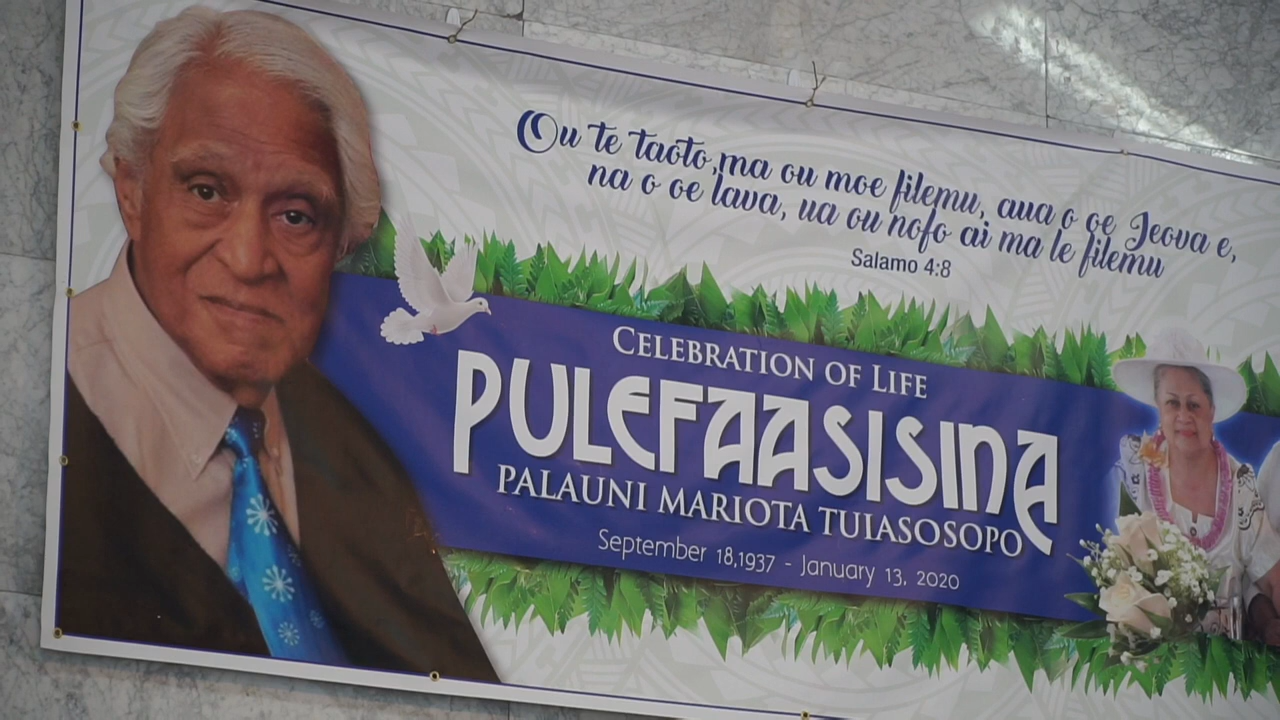 Ou te taoto,ma ou moe filemu, aua o oe Ieova e,
na o oe lava, ua ou nofo ai ma le filemu
Salamo 4:8
CELEBRATION OF LIFE
PULEFAASISINA
PALAUNI MARIOTA TUIASOSOPO
September 18,1937 - January 13, 2020